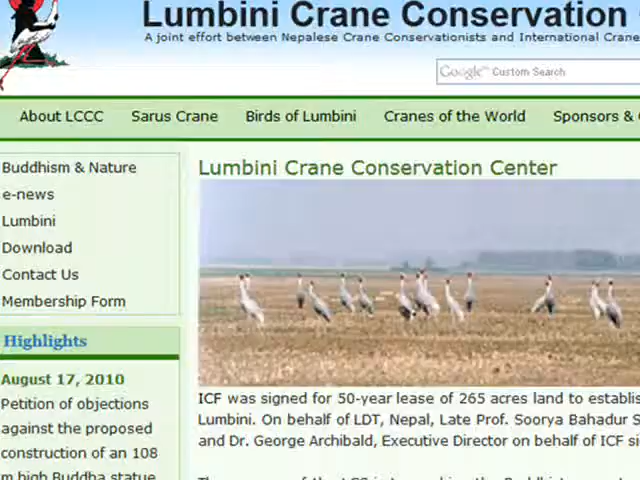 Lumbini Crane Conservation
A joint effort between Nepalese Crane Conservationists and International Crane
Google™ Custom Search
About LCCC Sarus Crane Birds of Lumbini Cranes of the World Sponsors &
Buddhism & Nature
e-news
Lumbini
Download
Contact Us
Membership Form
Highlights
August 17, 2010
Petition of objections
against the proposed
construction of an 108
m high Buddha statue
Lumbini Crane Conservation Center
ICF was signed for 50-year lease of 265 acres land to establis
Lumbini. On behalf of LDT, Nepal, Late Prof. Soorya Bahadur S
and Dr. George Archibald, Executive Director on behalf of ICF si